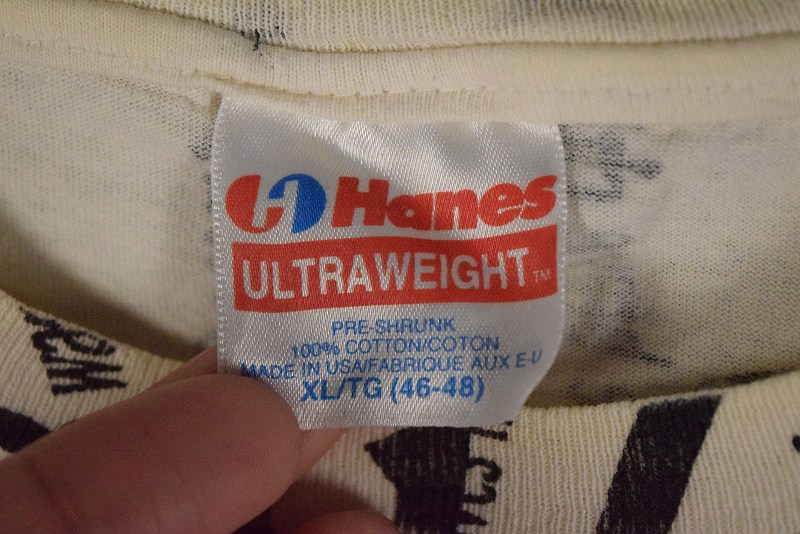 Hanes
ULTRAWEIGHT™
PRE-SHRUNK
100% COTTON/COTON
MADE IN USA/FABRIQUE AUX E-U
XL/TG (46-48)